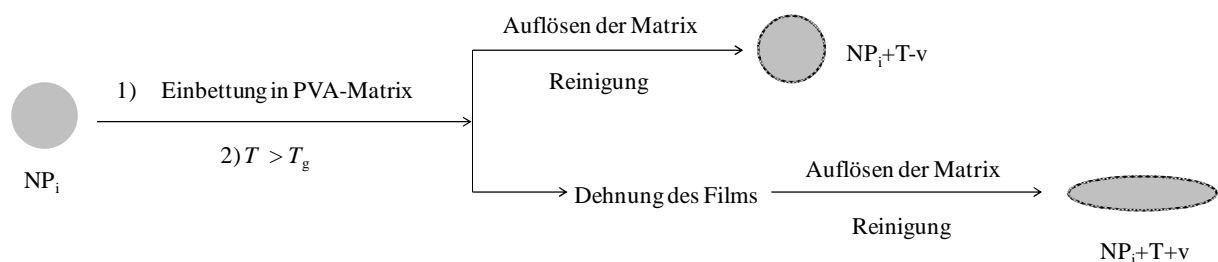 NPi
1) Einbettung in PVA-Matrix
2) T > Tg
Auflösen der Matrix
Reinigung
NPi+T-v
Dehnung des Films
Auflösen der Matrix
Reinigung
NPi+T+v